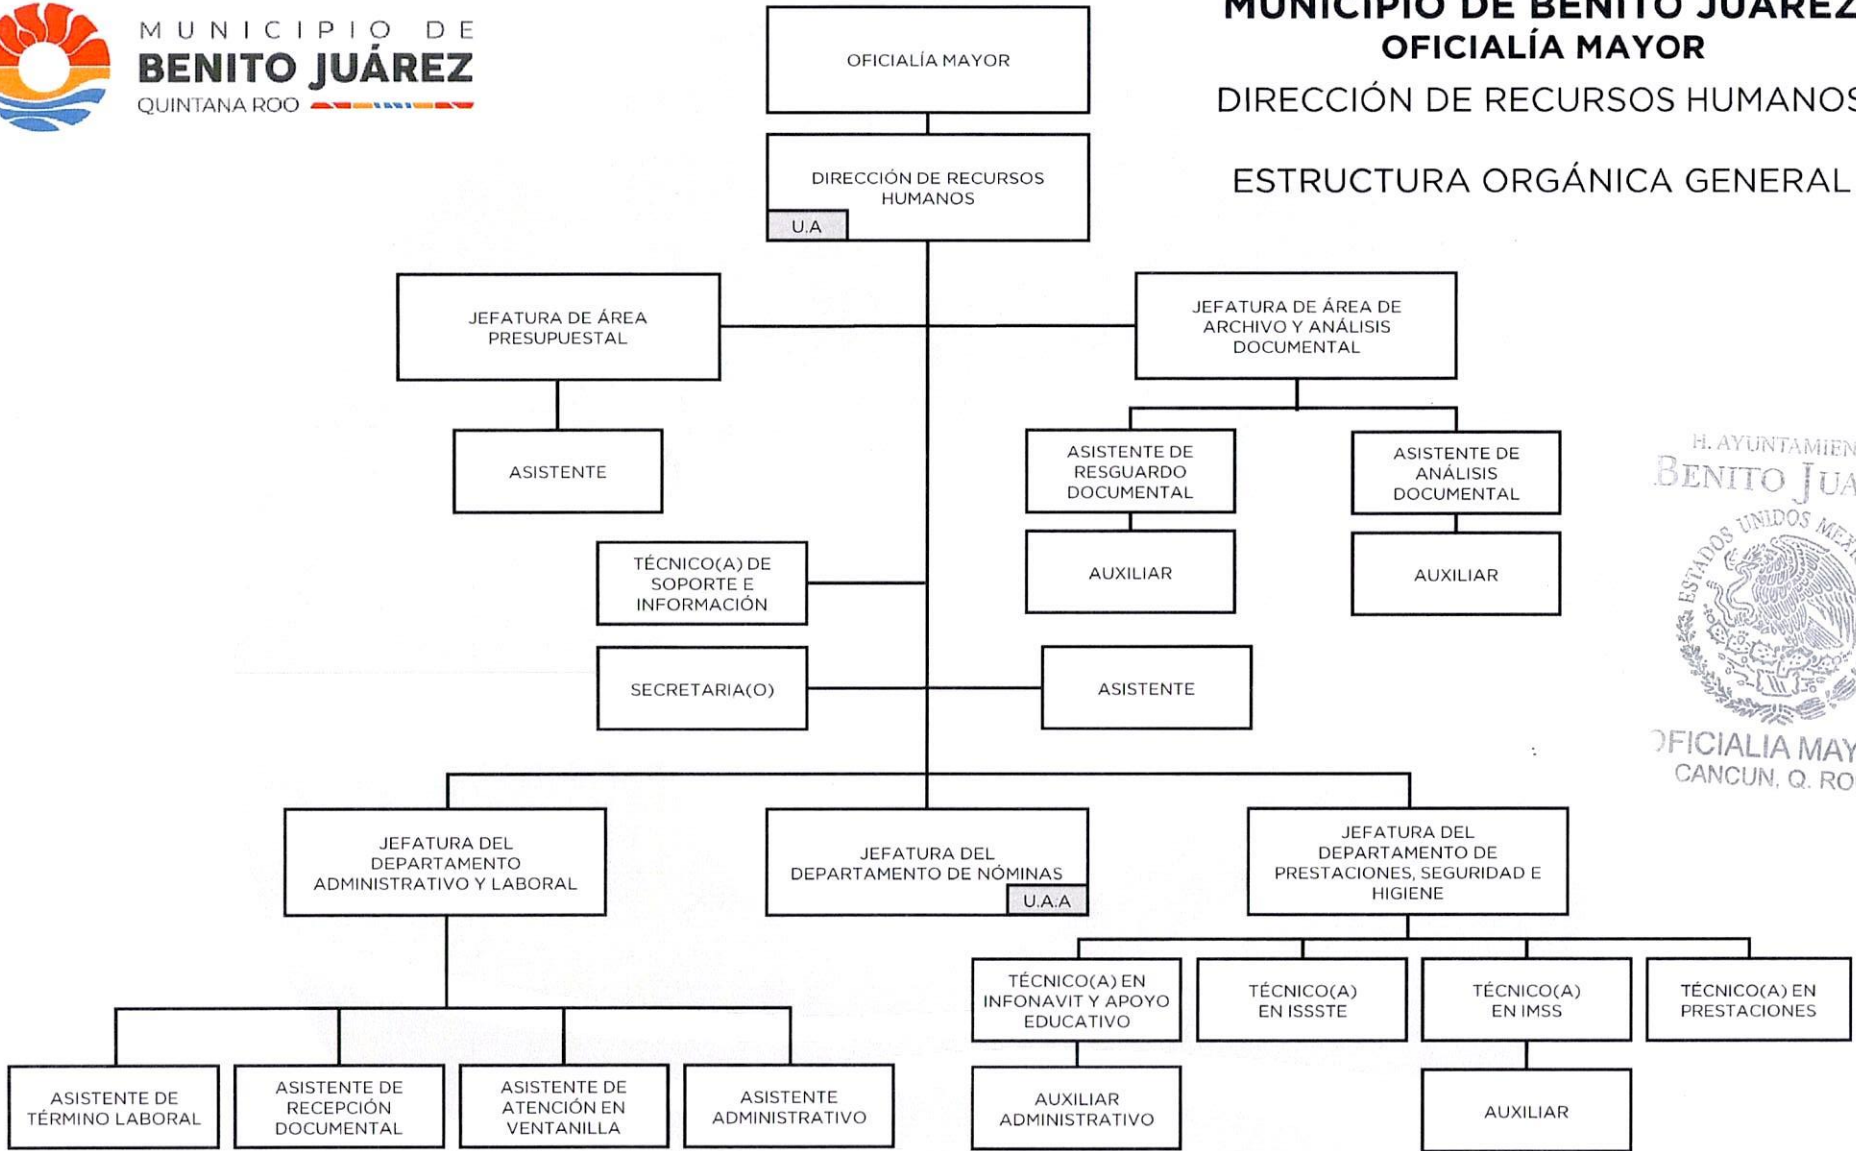 MUNICIPIO DE
BENITO JUÁREZ
QUINTANA ROO
MUNICIPIO DE BENITO JUÁREZ
OFICIALÍA MAYOR
DIRECCIÓN DE RECURSOS HUMANOS
ESTRUCTURA ORGÁNICA GENERAL
OFICIALÍA MAYOR
DIRECCIÓN DE RECURSOS
HUMANOS
U.A
JEFATURA DE ÁREA
PRESUPUESTAL
JEFATURA DE ÁREA DE
ARCHIVO Y ANÁLISIS
DOCUMENTAL
ASISTENTE
ASISTENTE DE
RESGUARDO
DOCUMENTAL
ASISTENTE DE
ANÁLISIS
DOCUMENTAL
AUXILIAR
AUXILIAR
TÉCNICO(A) DE
SOPORTE E
INFORMACIÓN
SECRETARIA(O)
ASISTENTE
H. AYUNTAMIEN
BENITO JUA
ESTADOS UNIDOS MEXI
OFICIALIA MAY
CANCUN, Q. RO
JEFATURA DEL
DEPARTAMENTO
ADMINISTRATIVO Y LABORAL
JEFATURA DEL
DEPARTAMENTO DE NÓMINAS
U.A.A
JEFATURA DEL
DEPARTAMENTO DE
PRESTACIONES, SEGURIDAD E
HIGIENE
TÉCNICO(A) EN
INFONAVIT Y APOYO
EDUCATIVO
TÉCNICO(A)
EN ISSSTE
TÉCNICO(A)
EN IMSS
TÉCNICO(A) EN
PRESTACIONES
ASISTENTE DE
TÉRMINO LABORAL
ASISTENTE DE
RECEPCIÓN
DOCUMENTAL
ASISTENTE DE
ATENCIÓN EN
VENTANILLA
ASISTENTE
ADMINISTRATIVO
AUXILIAR
ADMINISTRATIVO
AUXILIAR